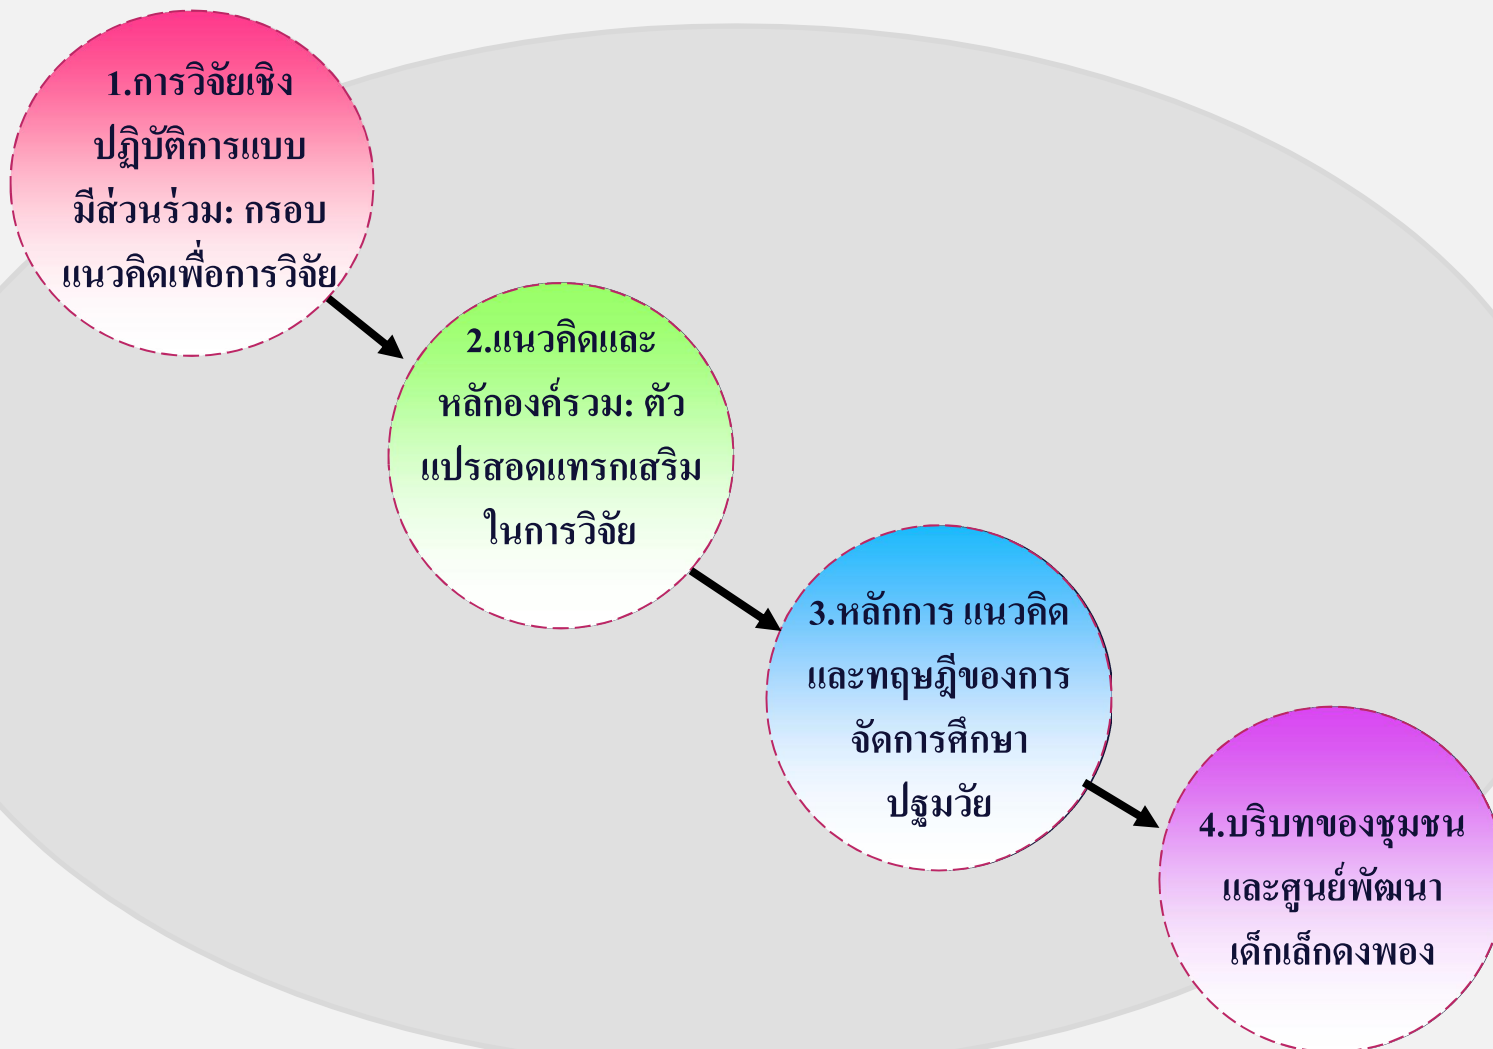 1.การวิจัยเชิง
ปฏิบัติการแบบ
มีส่วนร่วม: กรอบ
แนวคิดเพื่อการวิจัย
2.แนวคิดและ
หลักองค์รวม: ตัว
แปรสอดแทรกเสริม
ในการวิจัย
3.หลักการ แนวคิด
และทฤษฎีของการ
จัดการศึกษา
ปฐมวัย
4.บริบทของชุมชน
และศูนย์พัฒนา
เด็กเล็กดงพอง